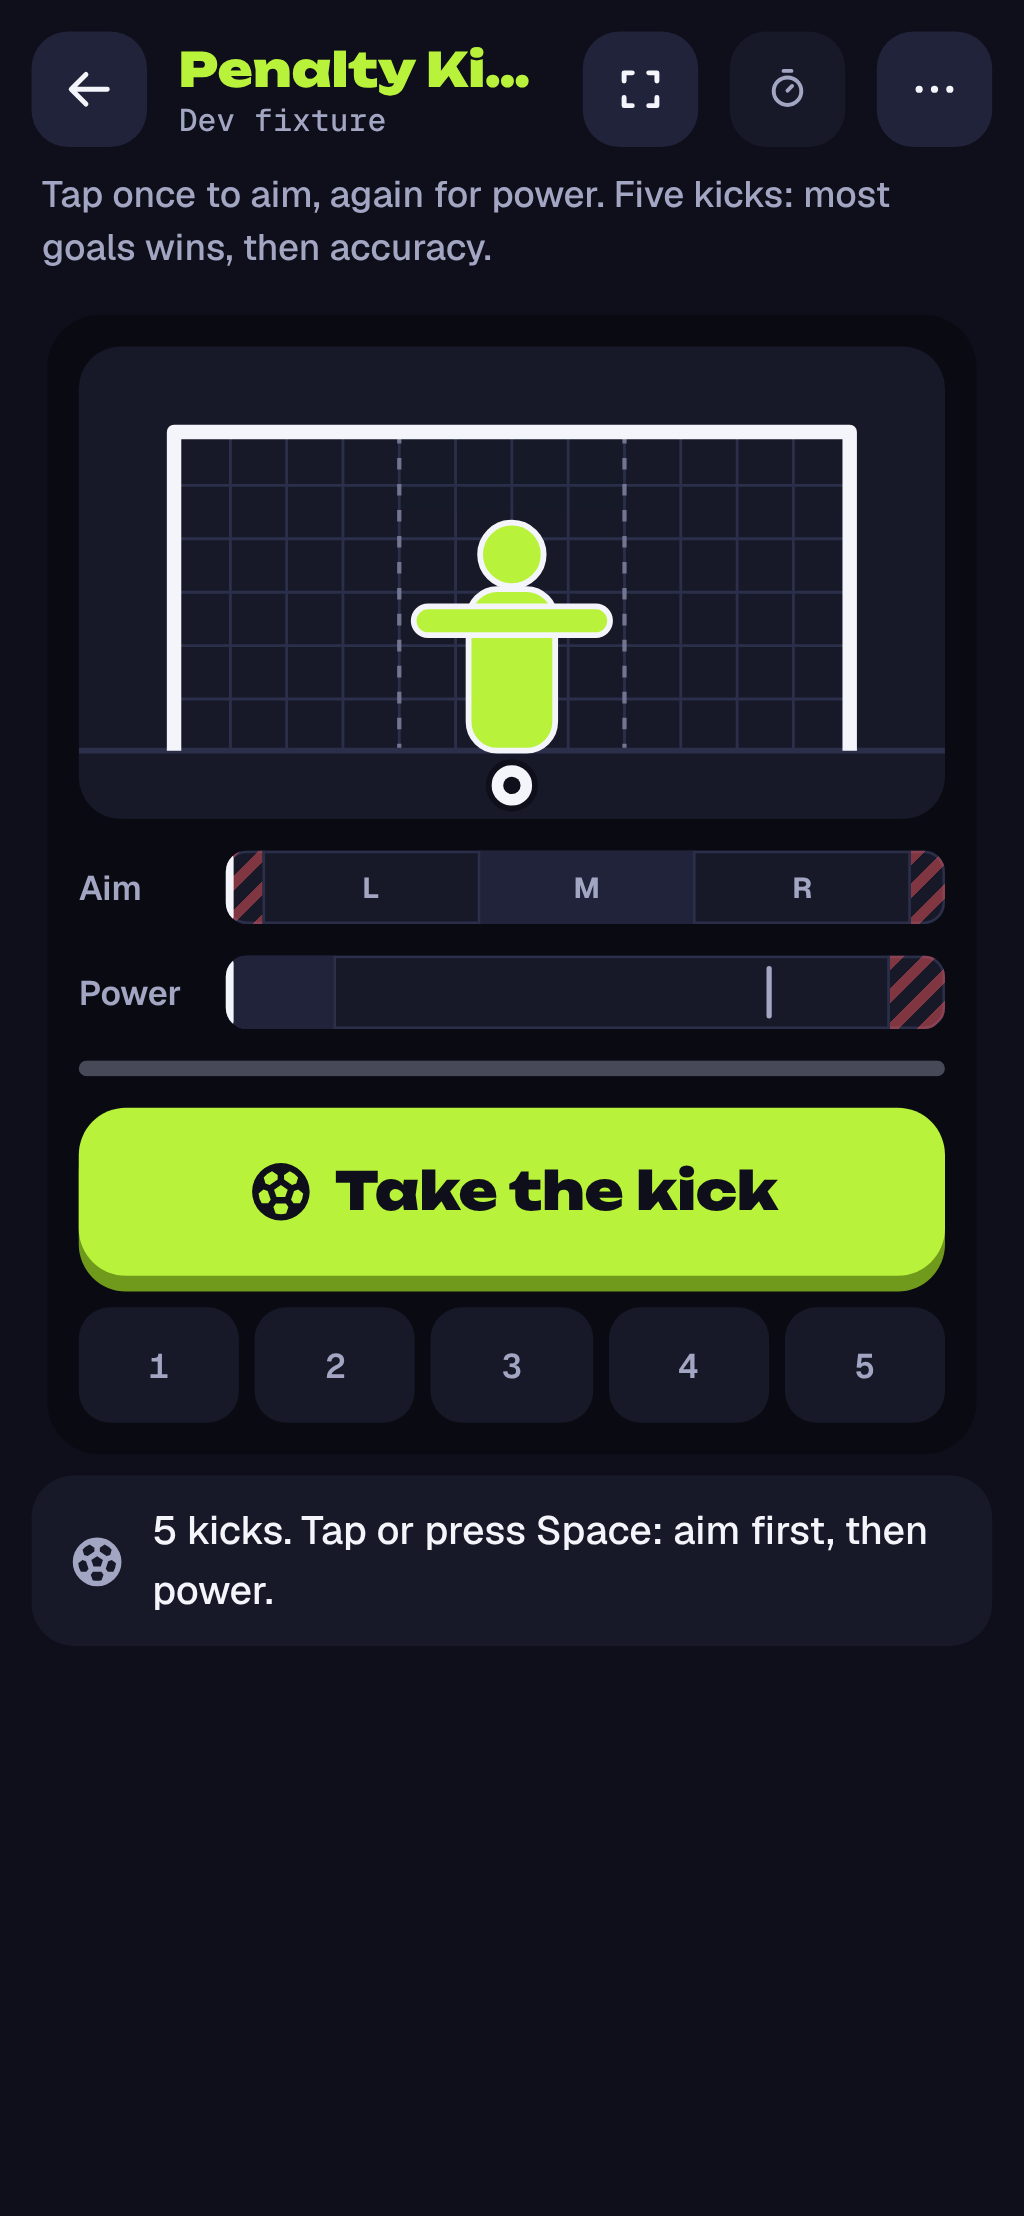 Penalty Ki...
Dev fixture
Tap once to aim, again for power. Five kicks: most
goals wins, then accuracy.
Aim
L
M
R
Power
Take the kick
1
2
3
4
5
5 kicks. Tap or press Space: aim first, then
power.